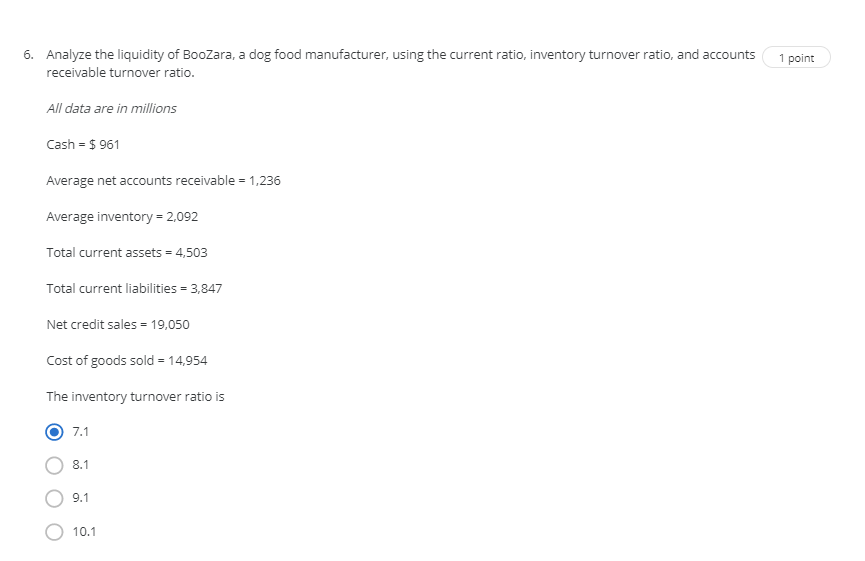 6. Analyze the liquidity of BooZara, a dog food manufacturer, using the current ratio, inventory turnover ratio, and accounts
1 point
receivable turnover ratio.
All data are in millions
Cash = $ 961
Average net accounts receivable = 1,236
Average inventory = 2,092
Total current assets = 4,503
Total current liabilities = 3,847
Net credit sales = 19,050
Cost of goods sold = 14,954
The inventory turnover ratio is
7.1
8.1
9.1
10.1